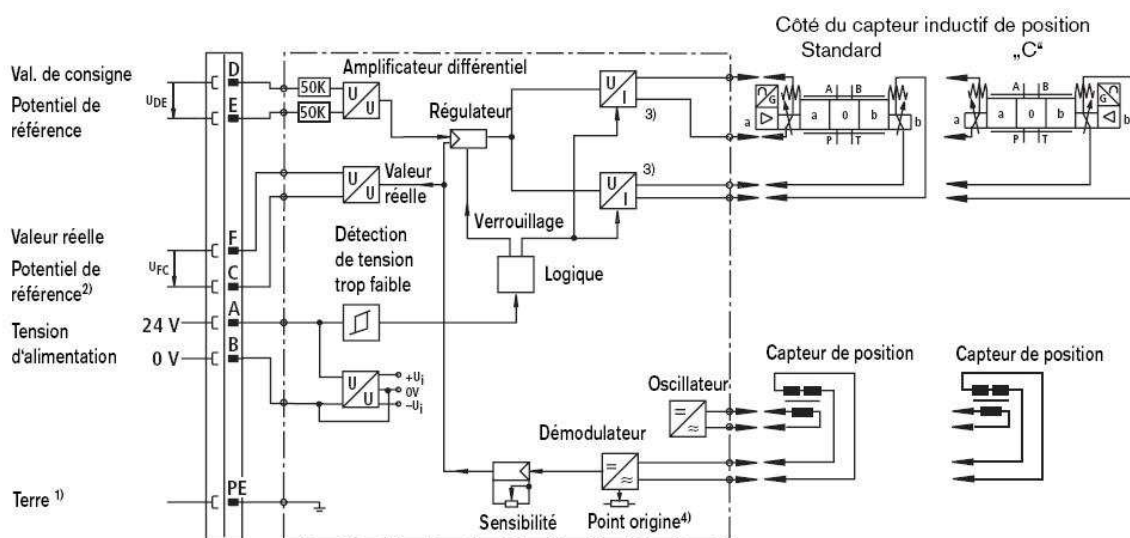 Côté du capteur inductif de position
Standard
„C“
Val. de consigne
D
Amplificateur différentiel
50K
U
U
U
I
A
B
A
B
G
G
UDE
Potentiel de
référence
E
50K
Régulateur
3)
a
a
0
b
b
a
a
0
b
b
P
T
P
T
U
U
Valeur
réelle
3)
U
I
Verrouillage
Valeur réelle
F
Détection
de tension
trop faible
UFC
Potentiel de
référence2)
C
Logique
Tension
d'alimentation
24 V
A
0 V
B
Capteur de position
Capteur de position
U
U
+Ui
0V
–Ui
Oscillateur
=
≈
Démodulateur
=
≈
Terre 1)
PE
Sensibilité
Point origine4)